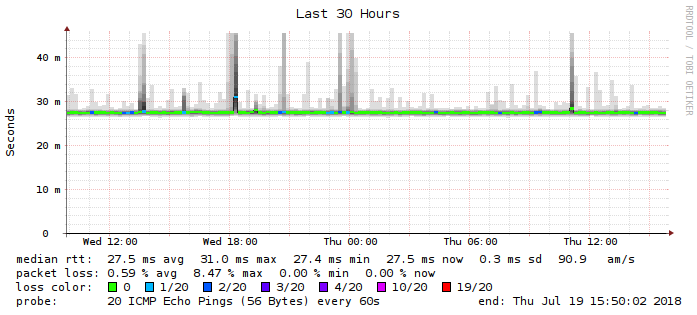 Last 30 Hours
RRDTOOL / TOBI OETIKER
Seconds
40 m
30 m
20 m
10 m
0
Wed 12:00 Wed 18:00 Thu 00:00 Thu 06:00 Thu 12:00
median rtt: 27.5 ms avg 31.0 ms max 27.4 ms min 27.5 ms now 0.3 ms sd 90.9 am/s
packet loss: 0.59 % avg 8.47 % max 0.00 % min 0.00 % now
loss color: 0 1/20 2/20 3/20 4/20 10/20 19/20
probe: 20 ICMP Echo Pings (56 Bytes) every 60s end: Thu Jul 19 15:50:02 2018